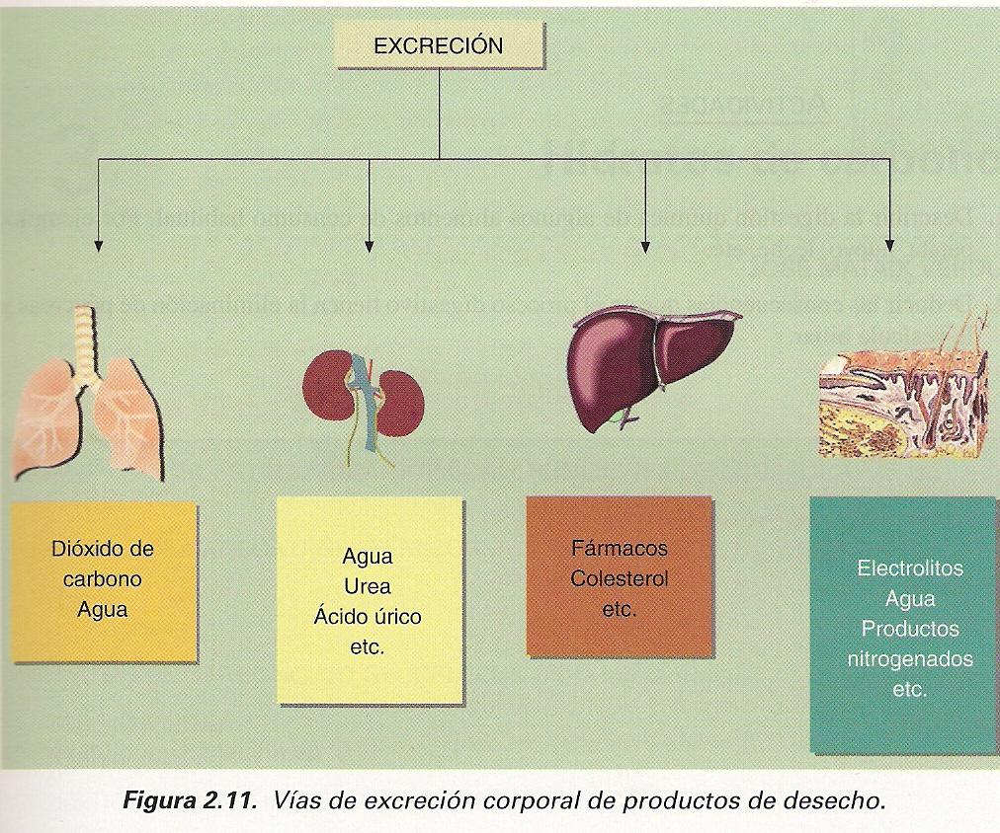 EXCRECIÓN
ACTIVIDADES
Dióxido de
carbono
Agua
Agua
Urea
Ácido úrico
etc.
Fármacos
Colesterol
etc.
Electrolitos
Agua
Productos
nitrogenados
etc.
Figura 2.11. Vías de excreción corporal de productos de desecho.